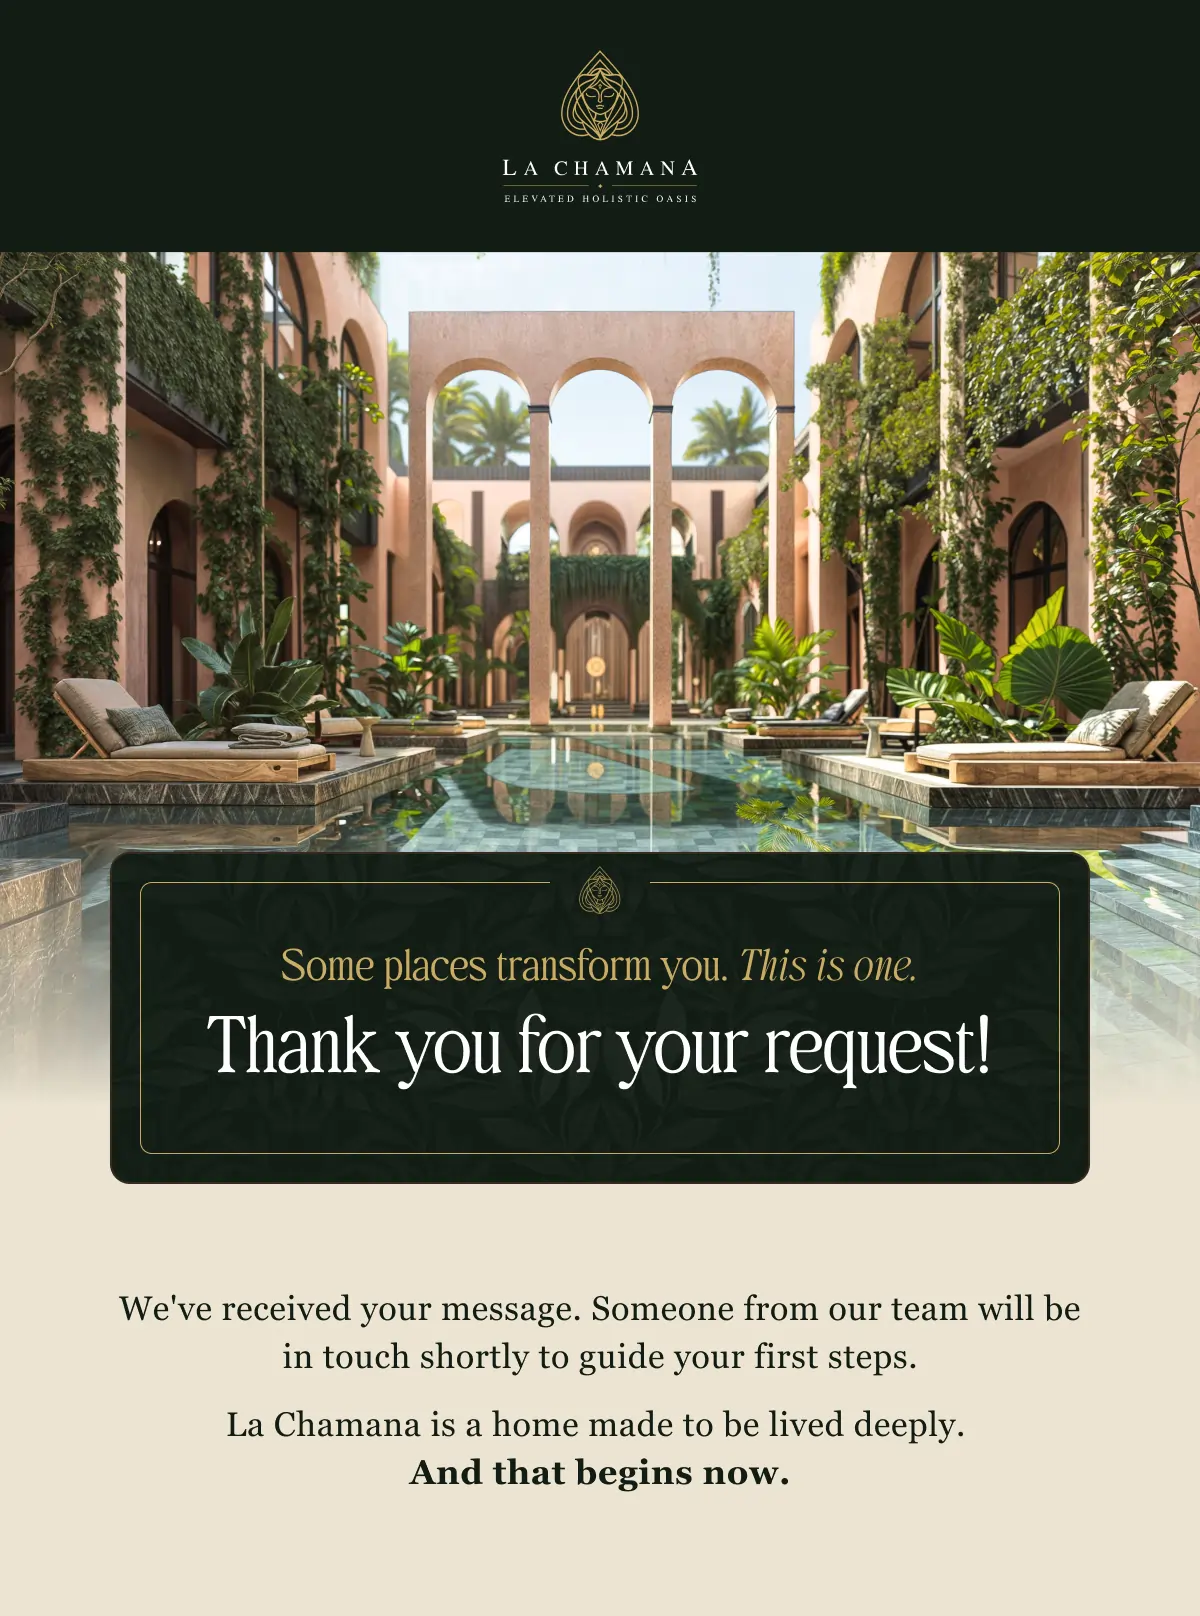 LA CHAMANA
ELEVATED HOLISTIC OASIS
Some places transform you. This is one.
Thank you for your request!
We've received your message. Someone from our team will be
in touch shortly to guide your first steps.
La Chamana is a home made to be lived deeply.
And that begins now.